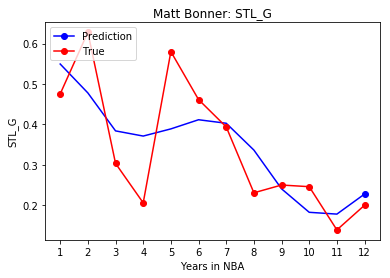 Matt Bonner: STL_G
Prediction
True
0.6
0.5
0.4
0.3
0.2
STL_G
1 2 3 4 5 6 7 8 9 10 11 12
Years in NBA